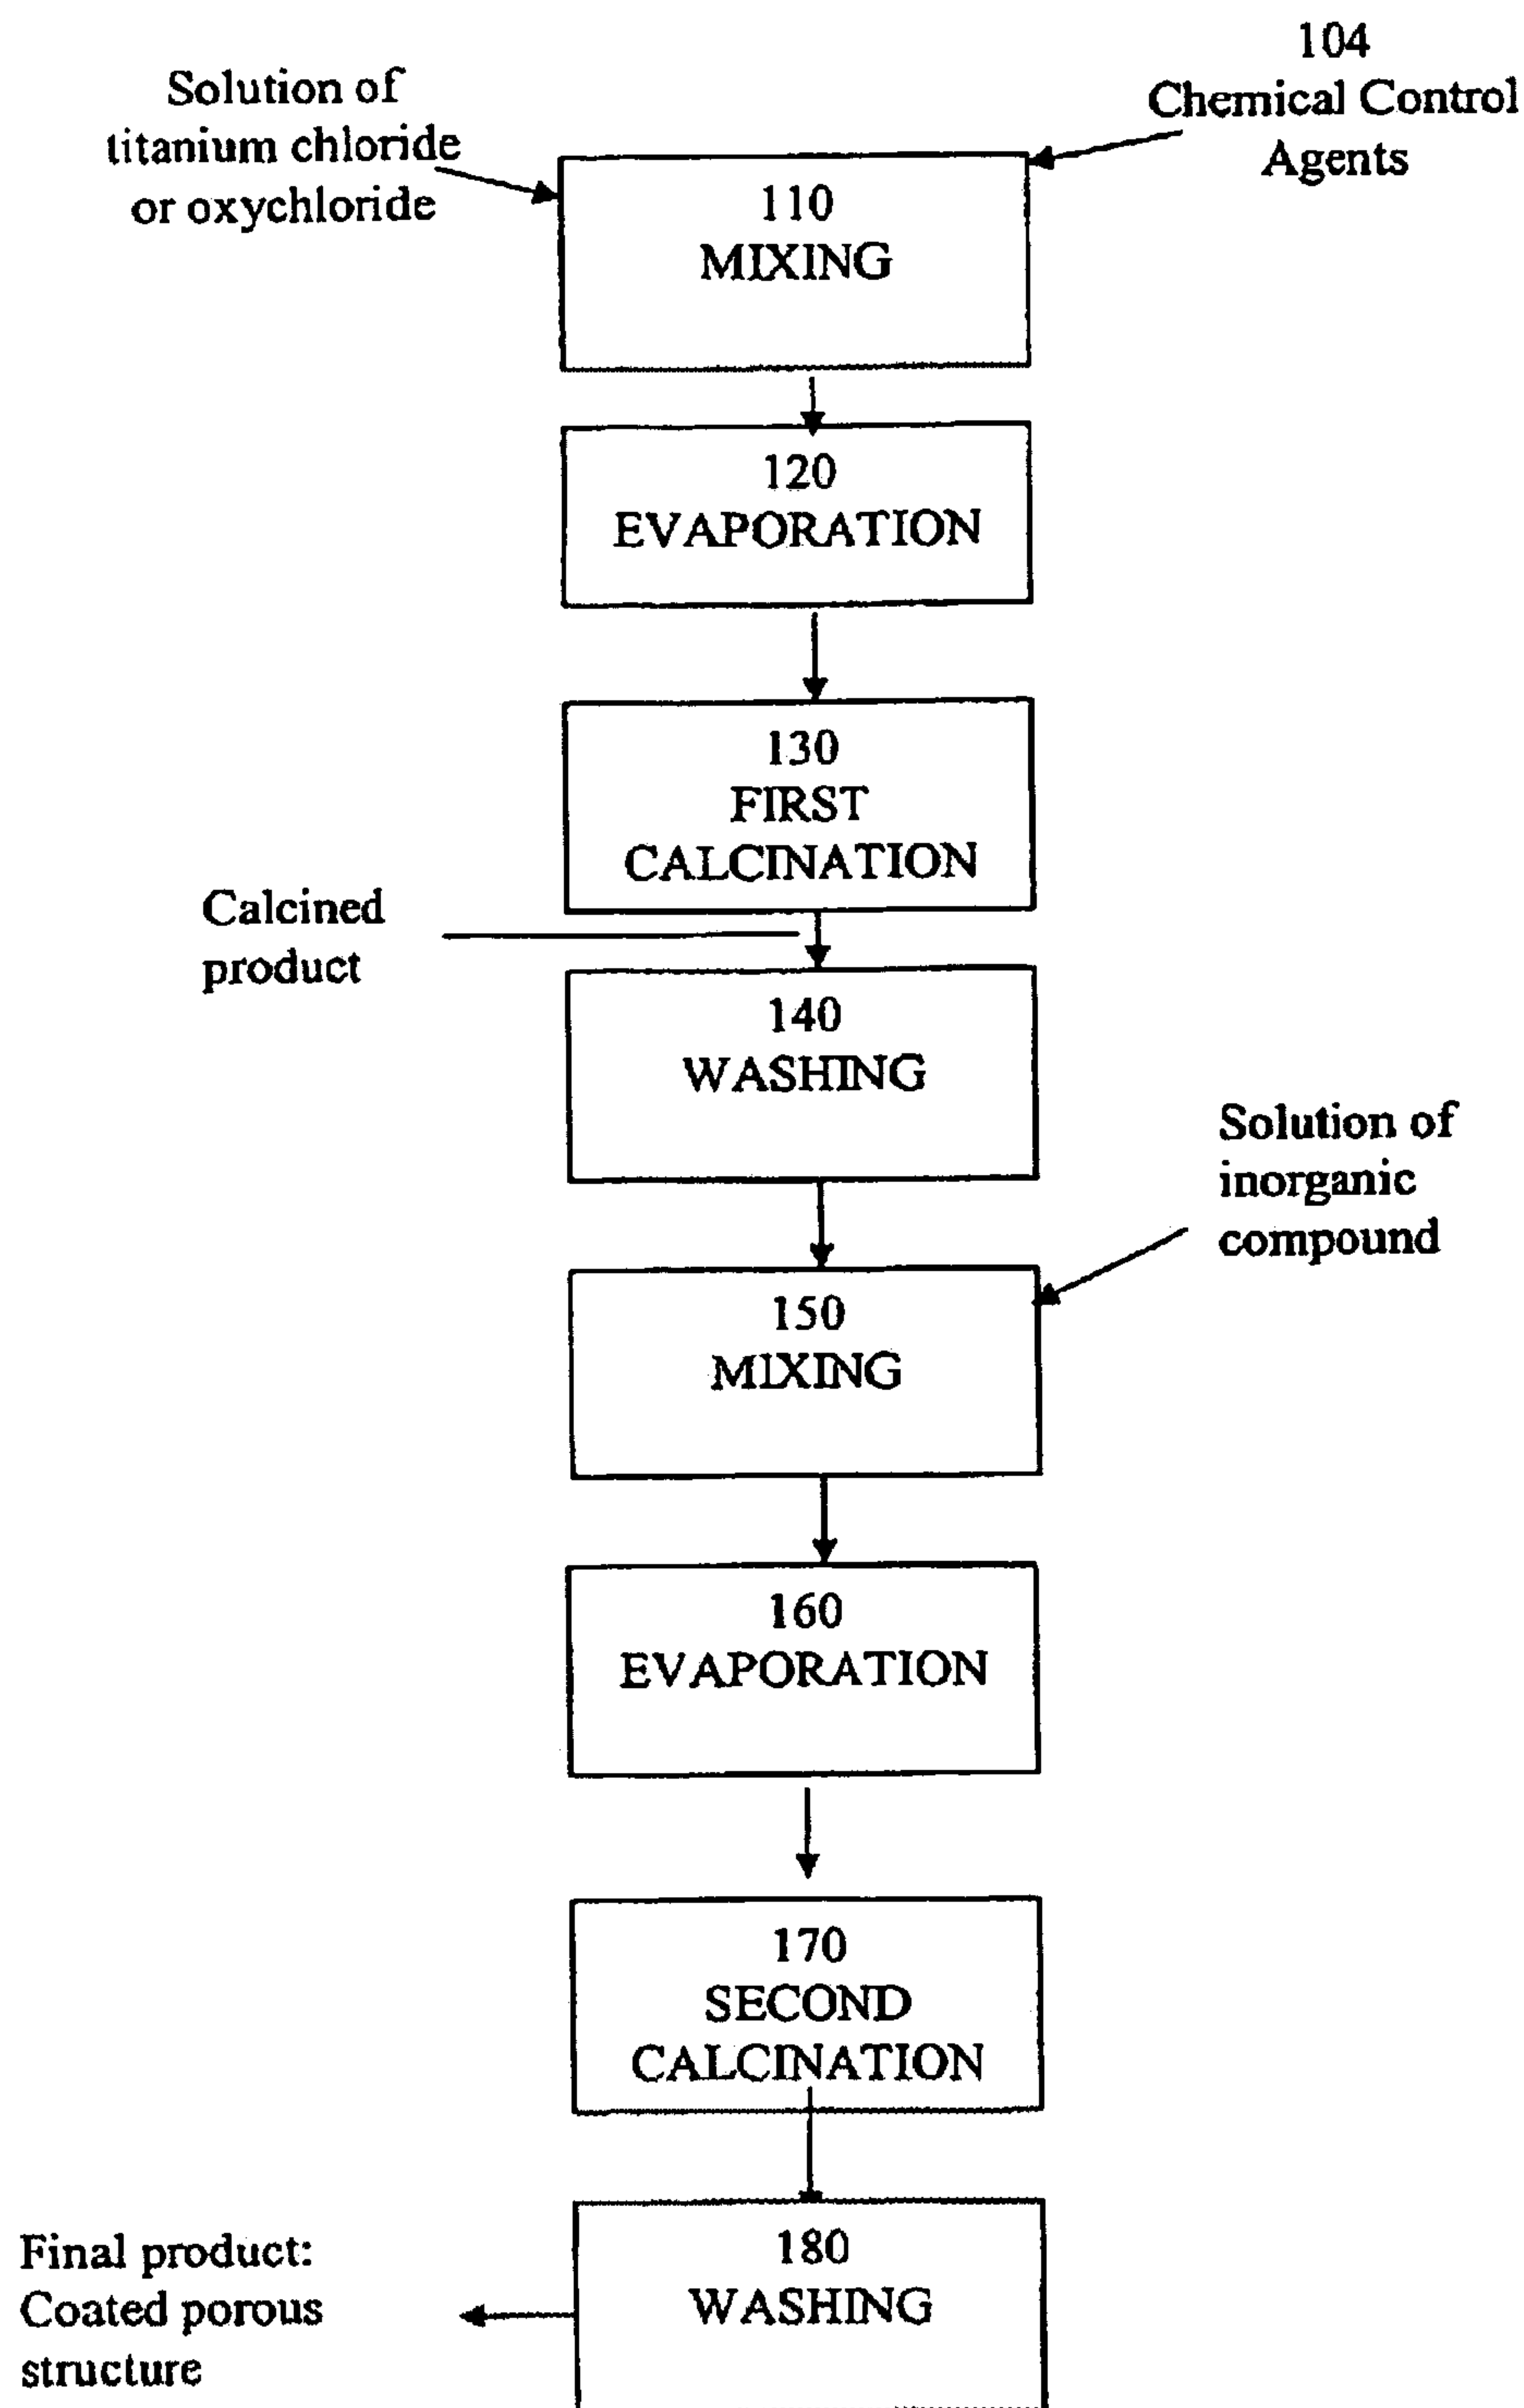 Solution of
titanium chloride
or oxychloride
104
Chemical Control
Agents
110
MIXING
120
EVAPORATION
130
FIRST
CALCINATION
Calcined
product
140
WASHING
Solution of
inorganic
compound
150
MIXING
160
EVAPORATION
170
SECOND
CALCINATION
180
WASHING
Final product:
Coated porous
structure